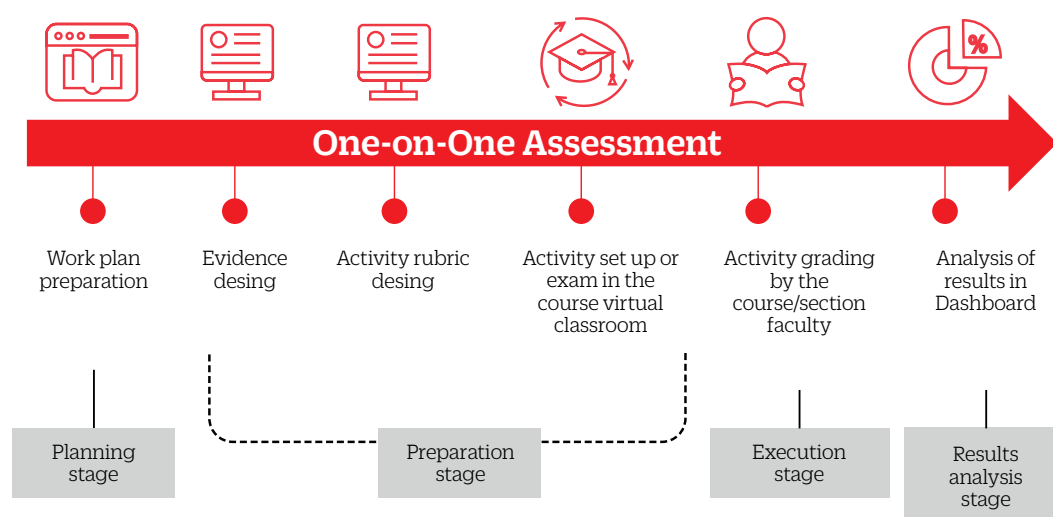 %
One-on-One Assessment
Work plan
preparation
Evidence
desing
Activity rubric
desing
Activity set up or
exam in the
course virtual
classroom
Activity grading
by the
course/section
faculty
Analysis of
results in
Dashboard
Planning
stage
Preparation
stage
Execution
stage
Results
analysis
stage